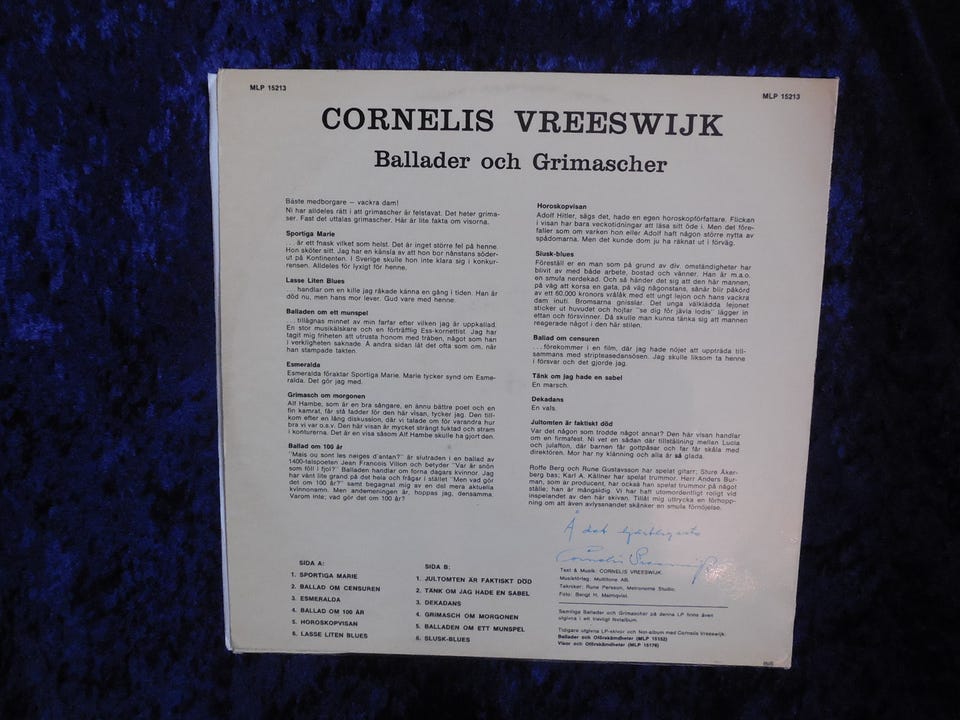 MLP 15213
MLP 15213
CORNELIS VREESWIJK
Ballader och Grimascher
Bäste medborgare – vackra dam!
Ni har alldeles rätt i att grimascher är felstavat. Det heter grima-
ser. Fast det uttalas grimascher. Här är lite fakta om visorna.
Sportiga Marie
. . . är ett fnask vilket som helst. Det är inget större fel på henne.
Hon sköter sitt. Jag har en känsla av att hon bor nånstans söder-
ut på Kontinenten. I Sverige skulle hon inte klara sig i konkur-
rensen. Alldeles för lyxigt för henne.
Lasse Liten Blues
. . . handlar om en kille jag råkade känna en gång i tiden. Han är
död nu, men hans mor lever. Gud vare med henne.
Balladen om ett munspel
. . . tillägnas minnet av min farfar efter vilken jag är uppkallad.
En stor musikälskare och en förträfflig Ess-kornettist. Jag har
tagit mig friheten att utrusta honom med träben, något som han
i verkligheten saknade. Å andra sidan lät det ofta som om, när
han stampade takten.
Esmeralda
Esmeralda föraktar Sportiga Marie. Marie tycker synd om Esme-
ralda. Det gör jag med.
Grimasch om morgonen
Alf Hambe, som är en bra sångare, en ännu bättre poet och en
fin kamrat, får stå fadder för den här visan, tycker jag. Den till-
kom efter en lång diskussion, där vi talade om för varandra hur
bra vi var o.s.v. Den här visan är mycket strängt tuktad och stram
i konturerna. Det är en visa såsom Alf Hambe skulle ha gjort den.
Ballad om 100 år
"Mais ou sont les neiges d'antan?" är slutraden i en ballad av
1400-talspoeten Jean Francois Villon och betyder "Var är snön
som föll i fjol?" Balladen handlar om forna dagars kvinnor. Jag
har vänt lite grand på det hela och frågar i stället "Men vad gör
det om 100 år?" samt begagnat mig av en del mera aktuella
kvinnonamn. Men andemeningen är, hoppas jag, densamma.
Varom inte; vad gör det om 100 år?
Horoskopvisan
Adolf Hitler, sägs det, hade en egen horoskopförfattare. Flickan
i visan har bara veckotidningar att läsa sitt öde i. Men det före-
faller som om varken hon eller Adolf haft någon större nytta av
spådomarna. Men det kunde dom ju ha räknat ut i förväg.
Slusk-blues
Föreställ er en man som på grund av div. omständigheter har
blivit av med både arbete, bostad och vänner. Han är m.a.o.
en smula nerdekad. Och så händer det sig att den här mannen,
på väg att korsa en gata, på väg någonstans, sånär blir påkörd
av ett 60.000 kronors vrålåk med ett ungt lejon och hans vackra
dam inuti. Bromsarna gnisslar. Det unga välklädda lejonet
sticker ut huvudet och hojtar "se dig för jävla lodis" lägger in
ettan och försvinner. Då skulle man kunna tänka sig att mannen
reagerade något i den här stilen.
Ballad om censuren
. . . förekommer i en film, där jag hade nöjet att uppträda till-
sammans med stripteasedansösen. Jag skulle liksom ta henne
i försvar och det gjorde jag.
Tänk om jag hade en sabel
En marsch.
Dekadans
En vals.
Jultomten är faktiskt död
Var det någon som trodde något annat? Den här visan handlar
om en firmafest. Ni vet en sådan där tillställning mellan Lucia
och julafton, där barnen får gottpåsar och far får skåla med
direktören. Mor har ny klänning och alla är så glada.
Roffe Berg och Rune Gustavsson har spelat gitarr; Sture Åker-
berg bas; Karl A. Källner har spelat trummor. Herr Anders Bur-
man, som är producent, har också han spelat trummor på något
ställe; han är mångsidig. Vi har haft utomordentligt roligt vid
inspelandet av den här skivan. Tillåt mig uttrycka en förhopp-
ning om att även avlyssnandet skänker en smula förnöjelse.
Text & Musik: CORNELIS VREESWIJK.
Musikförlag: Multitone AB.
Tekniker: Rune Persson, Metronome Studio.
Foto: Bengt H. Malmqvist.
Samtliga Ballader och Grimascher på denna LP finns även
utgivna i ett trevligt Notalbum.
Tidigare utgivna LP-skivor och Not-album med Cornelis Vreeswijk:
Ballader och Oförskämdheter (MLP 15152)
Visor och Oförskämdheter (MLP 15176)
SIDA A:
1. SPORTIGA MARIE
2. BALLAD OM CENSUREN
3. ESMERALDA
4. BALLAD OM 100 ÅR
5. HOROSKOPVISAN
6. LASSE LITEN BLUES
SIDA B:
1. JULTOMTEN ÄR FAKTISKT DÖD
2. TÄNK OM JAG HADE EN SABEL
3. DEKADANS
4. GRIMASCH OM MORGONEN
5. BALLADEN OM ETT MUNSPEL
6. SLUSK-BLUES